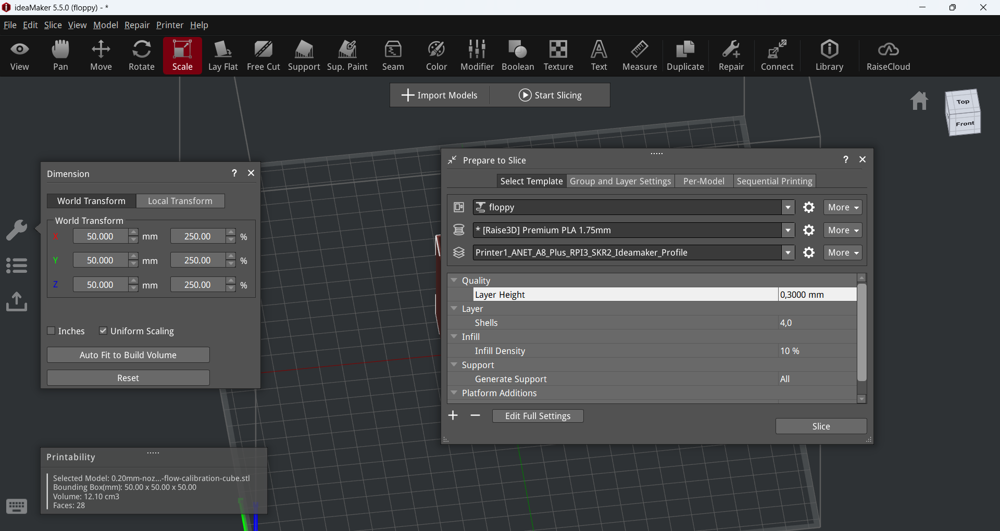 ideaMaker 5.5.0 (floppy) - *
File Edit Slice View Model Repair Printer Help
View Pan Move Rotate Scale Lay Flat Free Cut Support Sup. Paint Seam Color Modifier Boolean Texture Text Measure Duplicate Repair Connect Library RaiseCloud
Import Models Start Slicing
Top
Front
Dimension ?
World Transform Local Transform
World Transform
X 50.000 mm 250.00 %
Y 50.000 mm 250.00 %
Z 50.000 mm 250.00 %
Inches Uniform Scaling
Auto Fit to Build Volume
Reset
Prepare to Slice ?
Select Template Group and Layer Settings Per-Model Sequential Printing
floppy More
* [Raise3D] Premium PLA 1.75mm More
Printer1_ANET_A8_Plus_RPI3_SKR2_Ideamaker_Profile More
Quality
Layer Height 0,3000 mm
Layer
Shells 4,0
Infill
Infill Density 10 %
Support
Generate Support All
Platform Additions
Edit Full Settings
Slice
Printability
Selected Model: 0.20mm-noz...-flow-calibration-cube.stl
Bounding Box(mm): 50.00 x 50.00 x 50.00
Volume: 12.10 cm3
Faces: 28